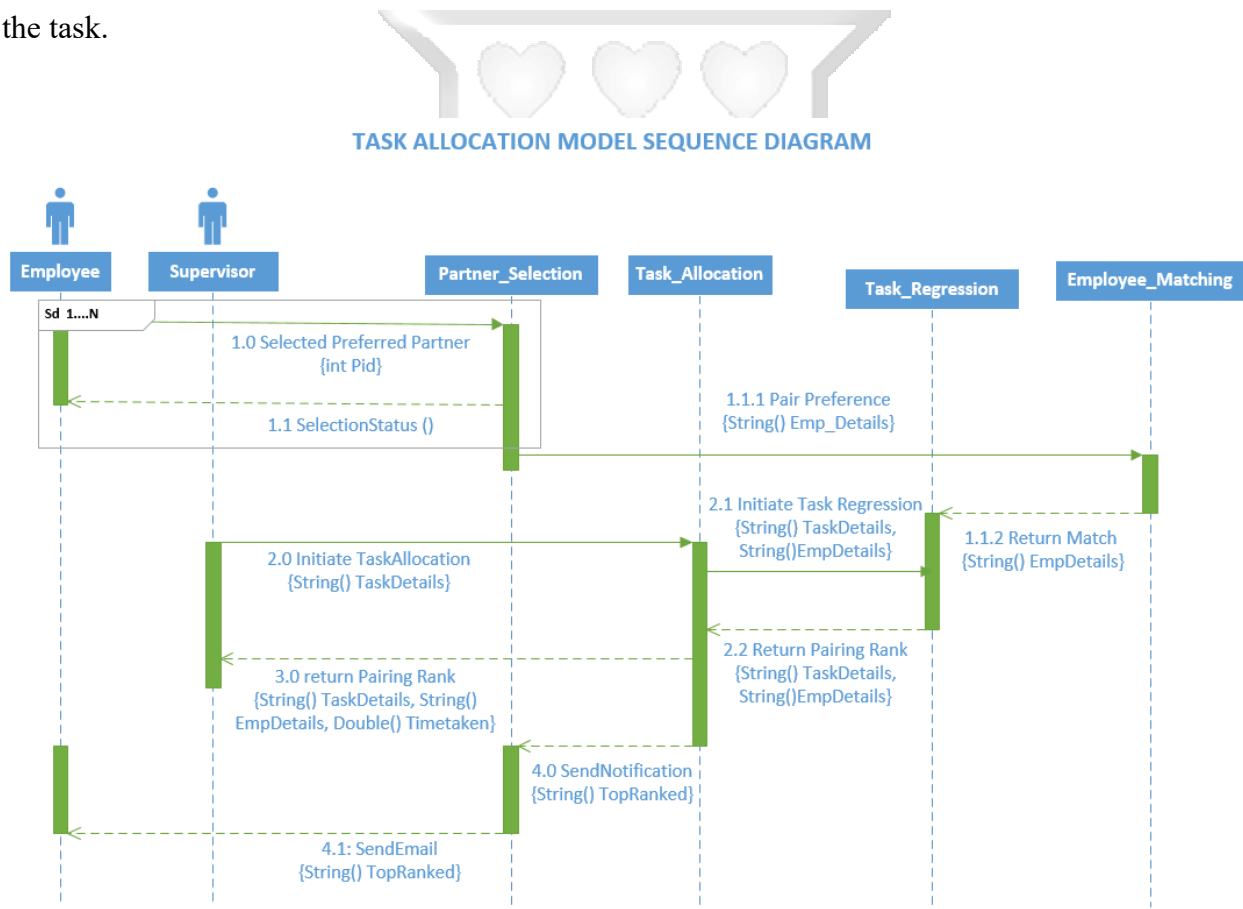 the task.
TASK ALLOCATION MODEL SEQUENCE DIAGRAM
Employee
Supervisor
Partner_Selection
Task_Allocation
Task_Regression
Employee_Matching
Sd 1....N
1.0 Selected Preferred Partner
{int Pid}
1.1 SelectionStatus ()
1.1.1 Pair Preference
{String() Emp_Details}
2.1 Initiate Task Regression
{String() TaskDetails,
String()EmpDetails}
1.1.2 Return Match
{String() EmpDetails}
2.0 Initiate TaskAllocation
{String() TaskDetails}
2.2 Return Pairing Rank
{String() TaskDetails,
String()EmpDetails}
3.0 return Pairing Rank
{String() TaskDetails, String()
EmpDetails, Double() Timetaken}
4.0 SendNotification
{String() TopRanked}
4.1: SendEmail
{String() TopRanked}